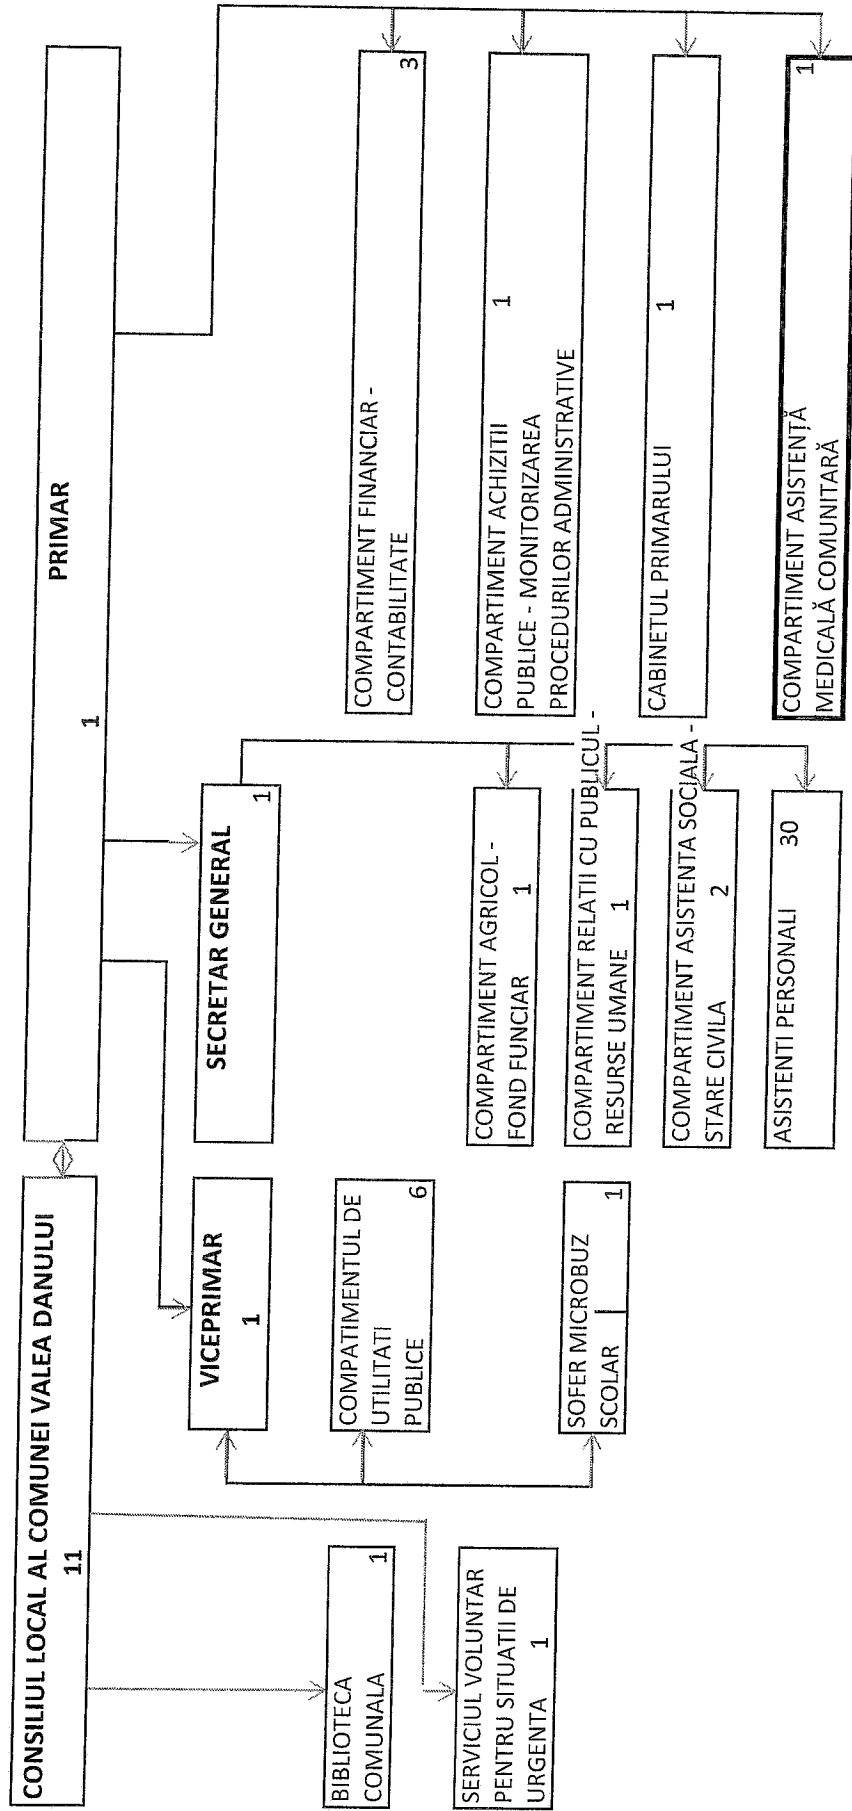 CONSILIUL LOCAL AL COMUNEI VALEA DANULUI
11
PRIMAR
1
VICEPRIMAR
1
SECRETAR GENERAL
1
BIBLIOTECA
COMUNALA 1
SERVICIUL VOLUNTAR
PENTRU SITUATII DE
URGENTA 1
COMPATIMENTUL DE
UTILITATI
PUBLICE 6
SOFER MICROBUZ
SCOLAR 1
COMPARTIMENT AGRICOL -
FOND FUNCIAR 1
COMPARTIMENT RELATII CU PUBLICUL -
RESURSE UMANE 1
COMPARTIMENT ASISTENTA SOCIALA -
STARE CIVILA 2
ASISTENTI PERSONALI 30
COMPARTIMENT FINANCIAR -
CONTABILITATE 3
COMPARTIMENT ACHIZITII 1
PUBLICE - MONITORIZAREA
PROCEDURILOR ADMINISTRATIVE
CABINETUL PRIMARULUI 1
COMPARTIMENT ASISTENȚĂ 1
MEDICALĂ COMUNITARĂ